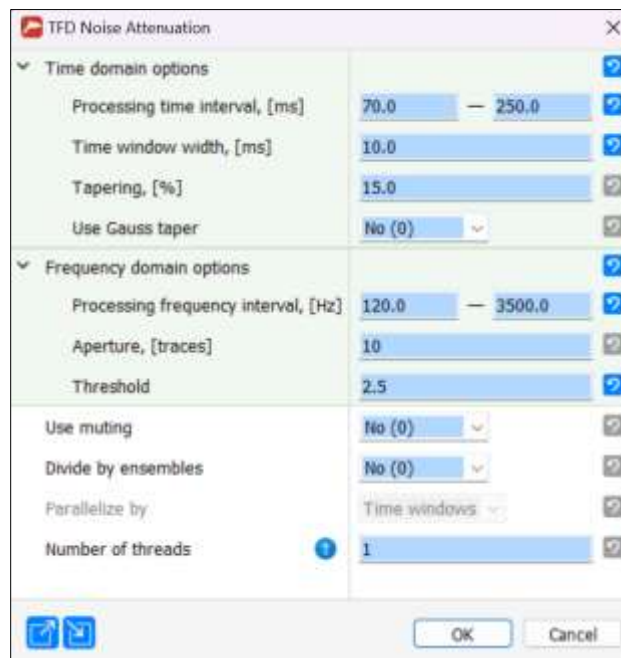 TFD Noise Attenuation
Time domain options
Processing time interval, [ms] 70.0 — 250.0
Time window width, [ms] 10.0
Tapering, [%] 15.0
Use Gauss taper No (0)
Frequency domain options
Processing frequency interval, [Hz] 120.0 — 3500.0
Aperture, [traces] 10
Threshold 2.5
Use muting No (0)
Divide by ensembles No (0)
Parallelize by Time windows
Number of threads 1
OK Cancel